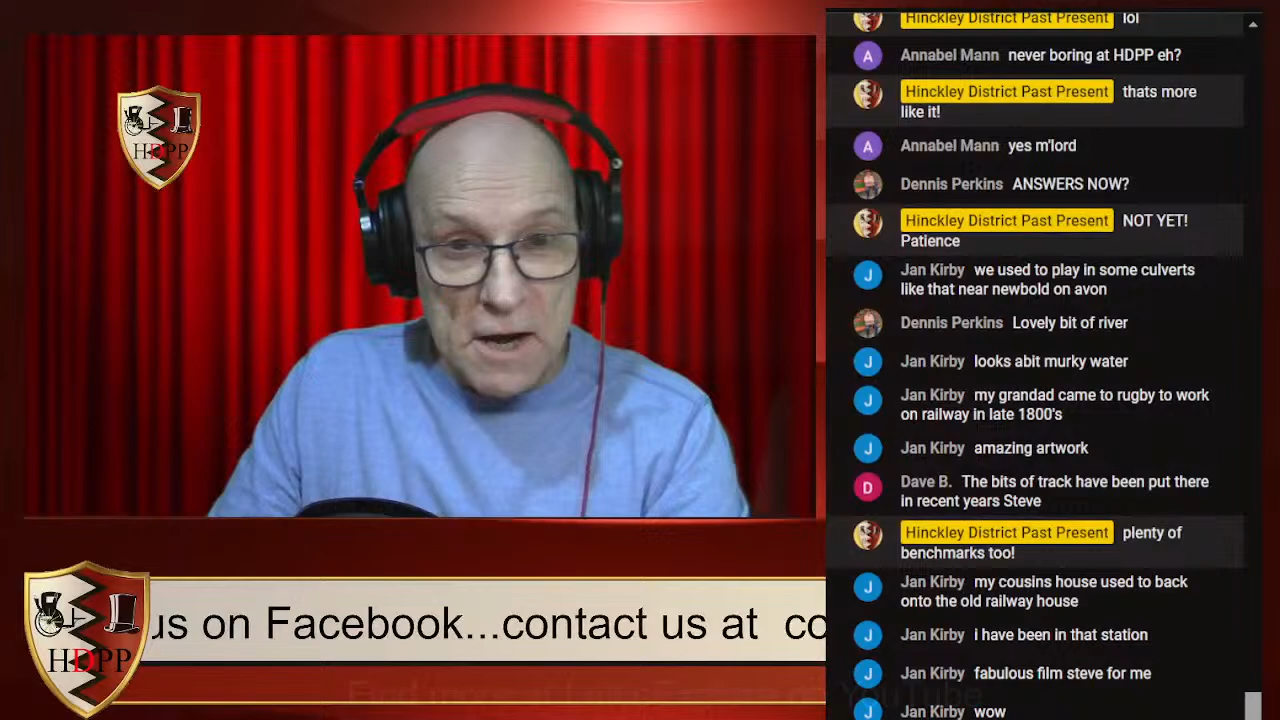 HDPP
Hinckley District Past Present lol
Annabel Mann never boring at HDPP eh?
Hinckley District Past Present thats more
like it!
A Annabel Mann yes m'lord
Dennis Perkins ANSWERS NOW?
Hinckley District Past Present NOT YET!
Patience
J Jan Kirby we used to play in some culverts
like that near newbold on avon
Dennis Perkins Lovely bit of river
J Jan Kirby looks abit murky water
J Jan Kirby my grandad came to rugby to work
on railway in late 1800's
J Jan Kirby amazing artwork
D Dave B. The bits of track have been put there
in recent years Steve
Hinckley District Past Present plenty of
benchmarks too!
J Jan Kirby my cousins house used to back
onto the old railway house
J Jan Kirby i have been in that station
J Jan Kirby fabulous film steve for me
J Jan Kirby wow
us on Facebook...contact us at co
HDPP
YouTube